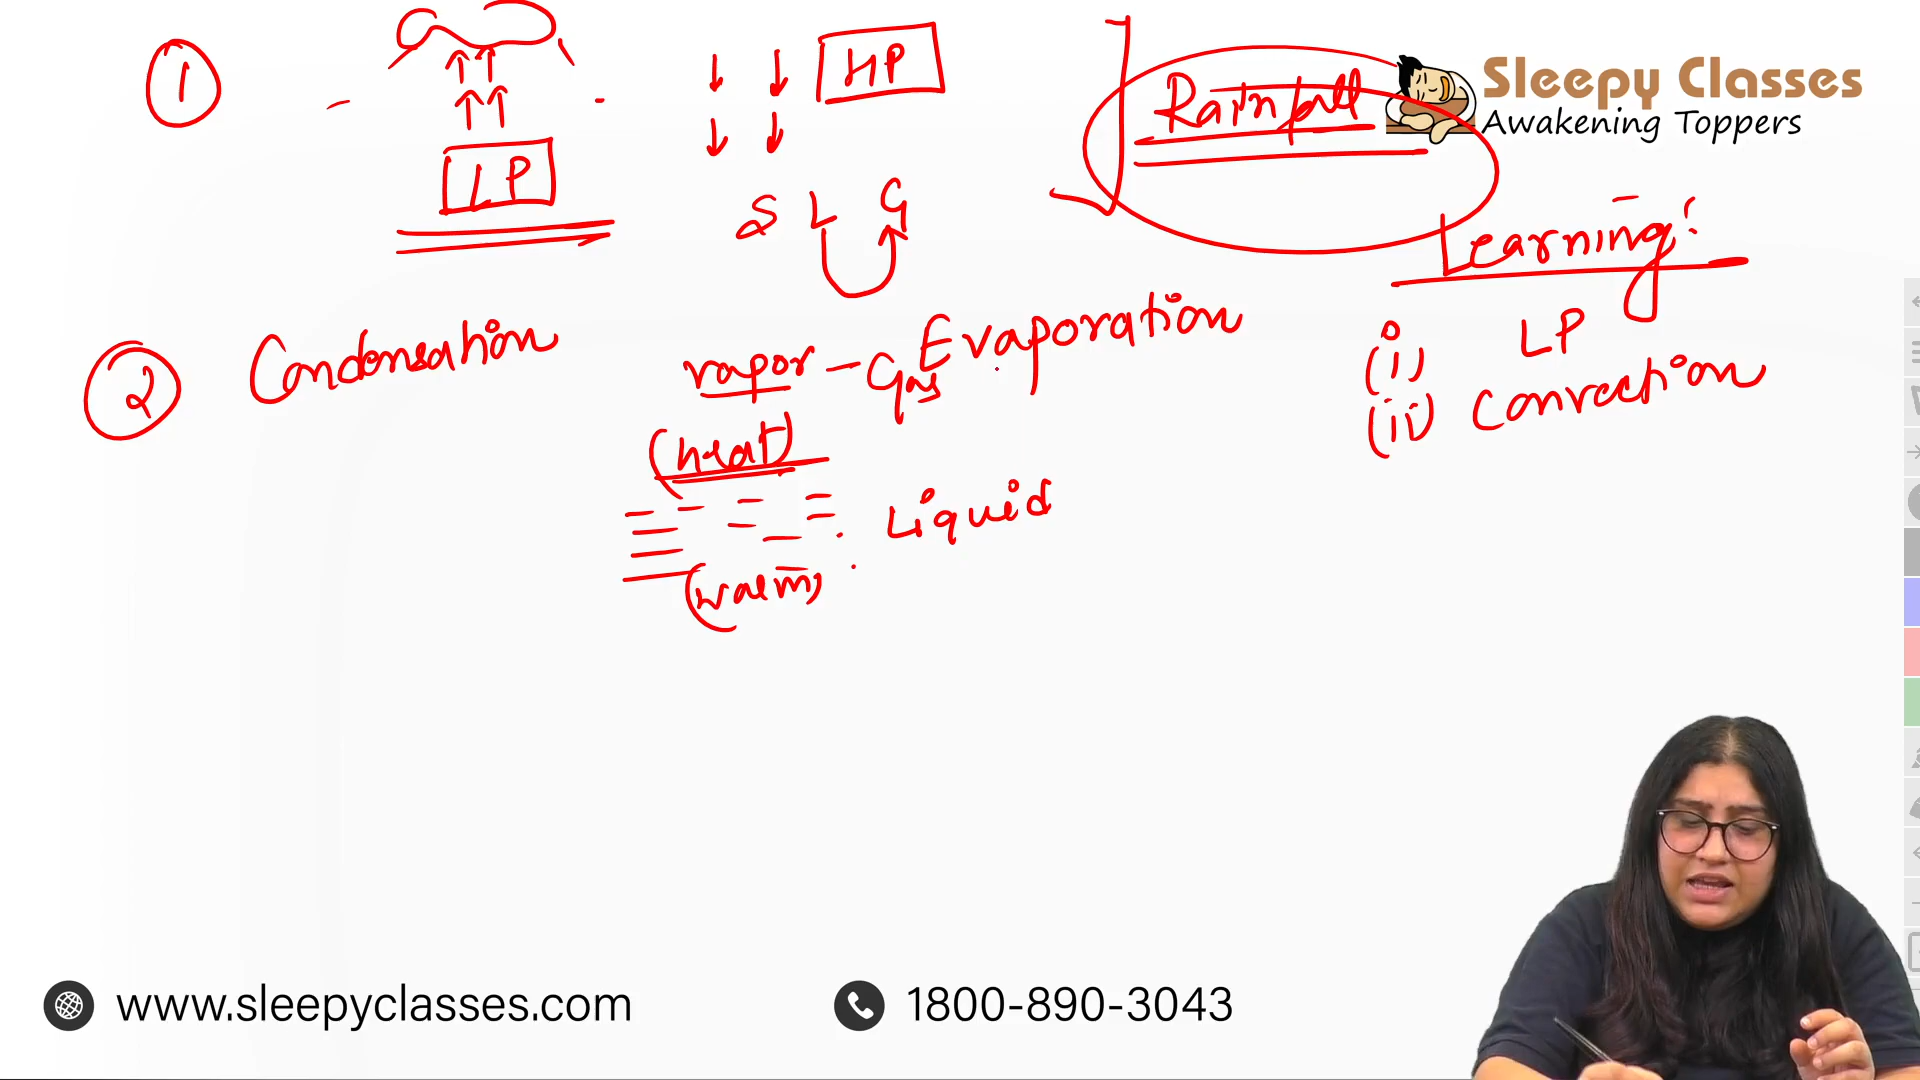 1
LP
HP
S L G
Rainfall
Sleepy Classes
Awakening Toppers
Learning:
(i) LP
(ii) Convection
2 Condensation
vapor - Gas
Evaporation
(heat)
Liquid
(warm)
www.sleepyclasses.com
1800-890-3043